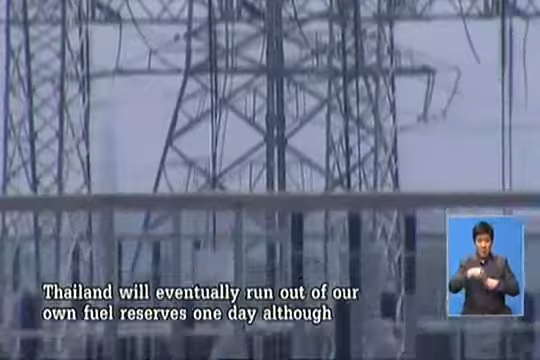 Thailand will eventually run out of our
own fuel reserves one day although